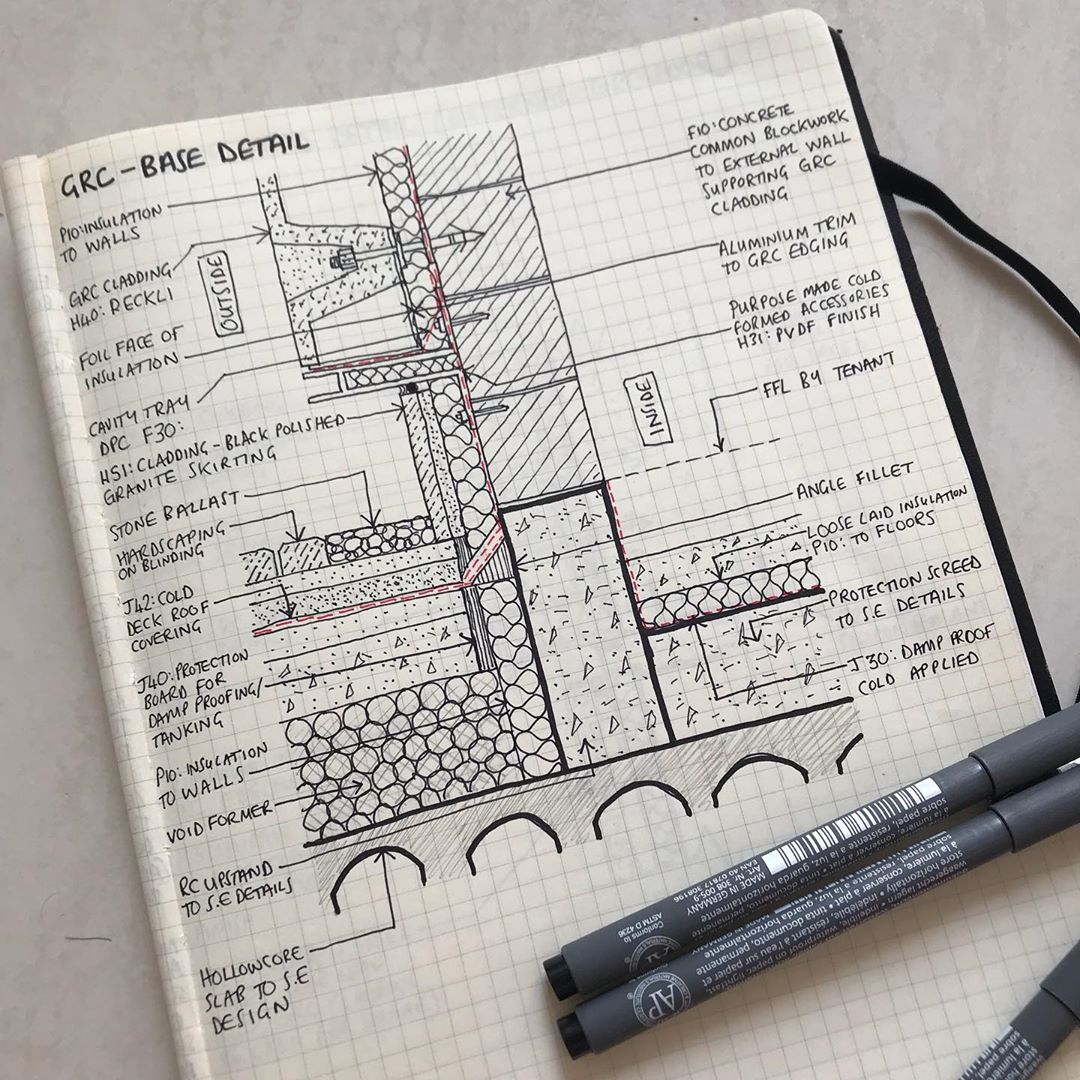 GRC - BASE DETAIL
P10: INSULATION
TO WALLS
GRC CLADDING
H40: RECKLI
OUTSIDE
FOIL FACE OF
INSULATION
CAVITY TRAY
DPC F30:
H51: CLADDING - BLACK POLISHED
GRANITE SKIRTING
STONE BALLAST
HARDSCAPING
ON BLINDING
J42: COLD
DECK ROOF
COVERING
J40: PROTECTION
BOARD FOR
DAMP PROOFING/
TANKING
P10: INSULATION
TO WALLS
VOID FORMER
RC UPSTAND
TO S.E DETAILS
HOLLOWCORE
SLAB TO S.E
DESIGN
F10: CONCRETE
COMMON BLOCKWORK
TO EXTERNAL WALL
SUPPORTING GRC
CLADDING
ALUMINIUM TRIM
TO GRC EDGING
PURPOSE MADE COLD
FORMED ACCESSORIES
H31: PVDF FINISH
INSIDE
FFL BY TENANT
ANGLE FILLET
LOOSE LAID INSULATION
P10: TO FLOORS
PROTECTION SCREED
TO S.E DETAILS
J30: DAMP PROOF
COLD APPLIED
MADE IN GERMANY
Conforms to
ASTM D 4236
AP